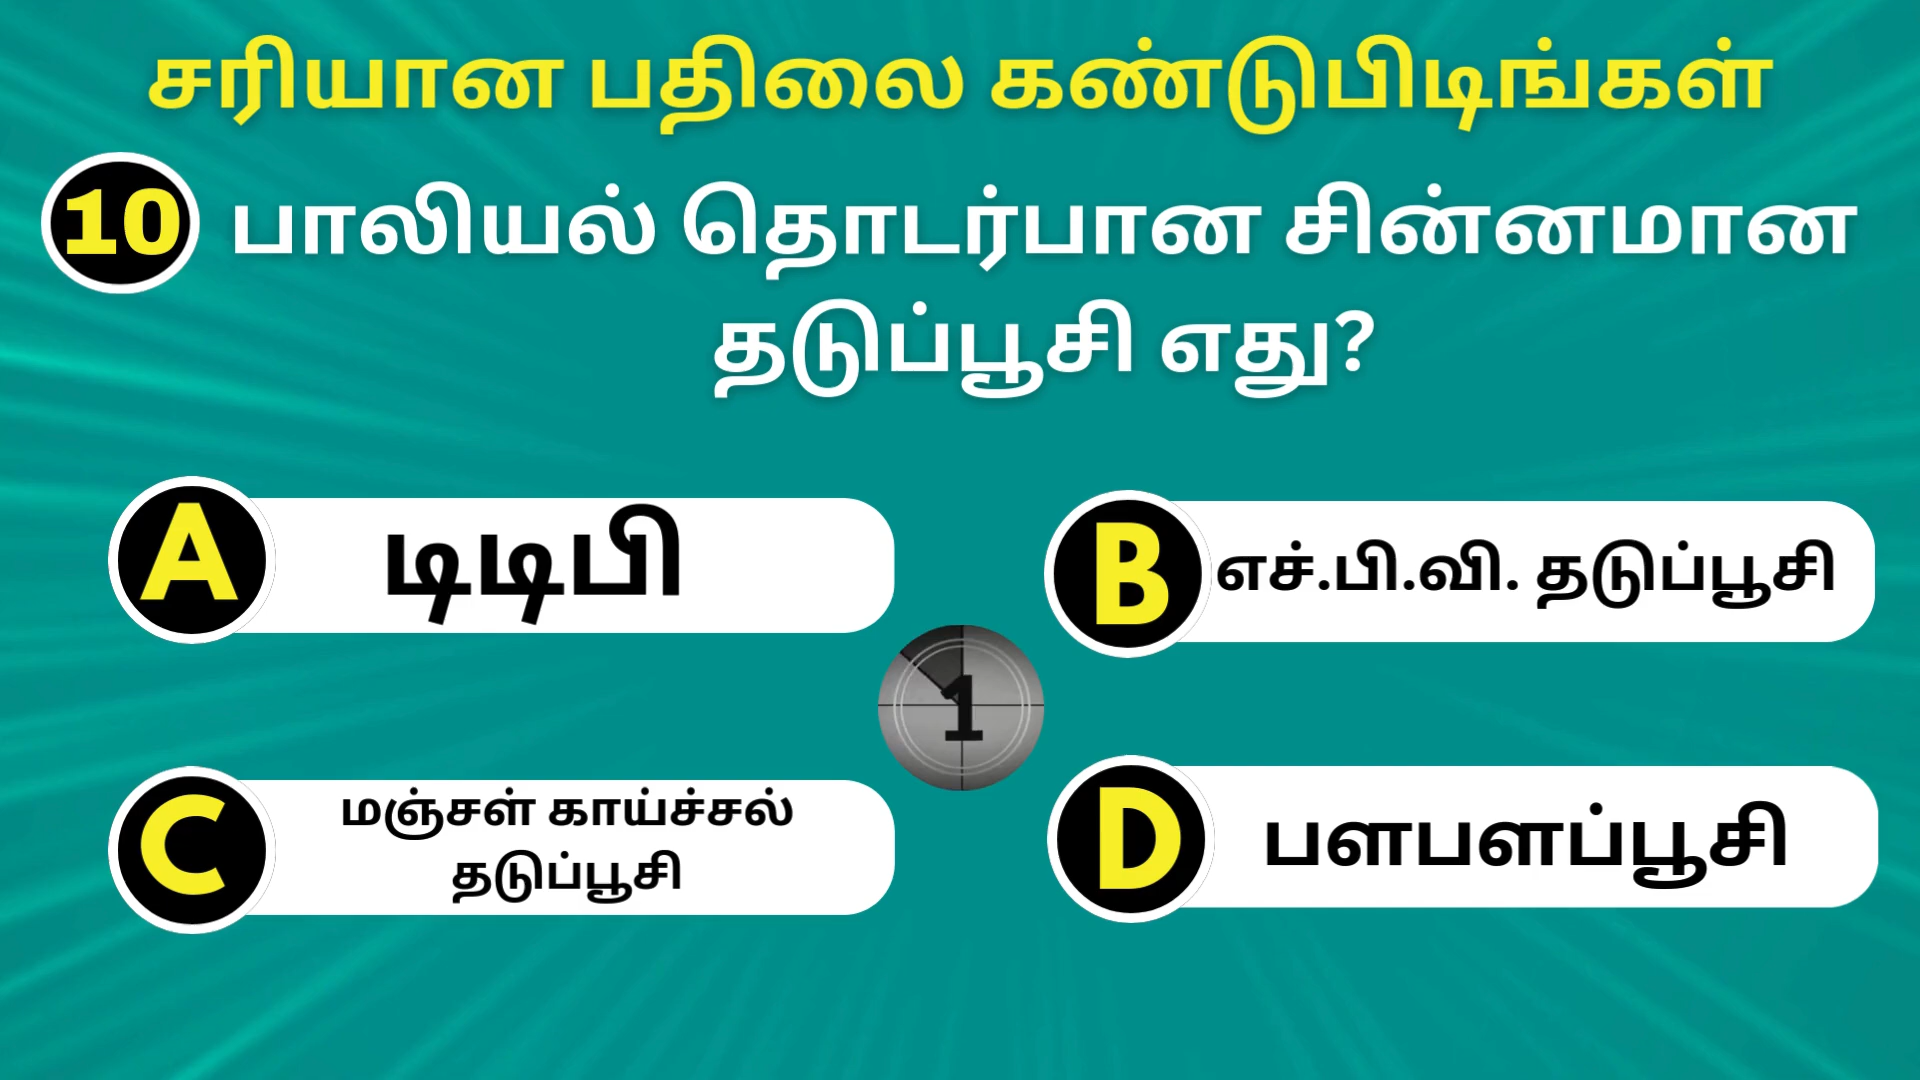 சரியான பதிலை கண்டுபிடிங்கள்
10 பாலியல் தொடர்பான சின்னமான
தடுப்பூசி எது?
A டிடிபி
B எச்.பி.வி. தடுப்பூசி
1
C மஞ்சள் காய்ச்சல்
தடுப்பூசி
D பளபளப்பூசி